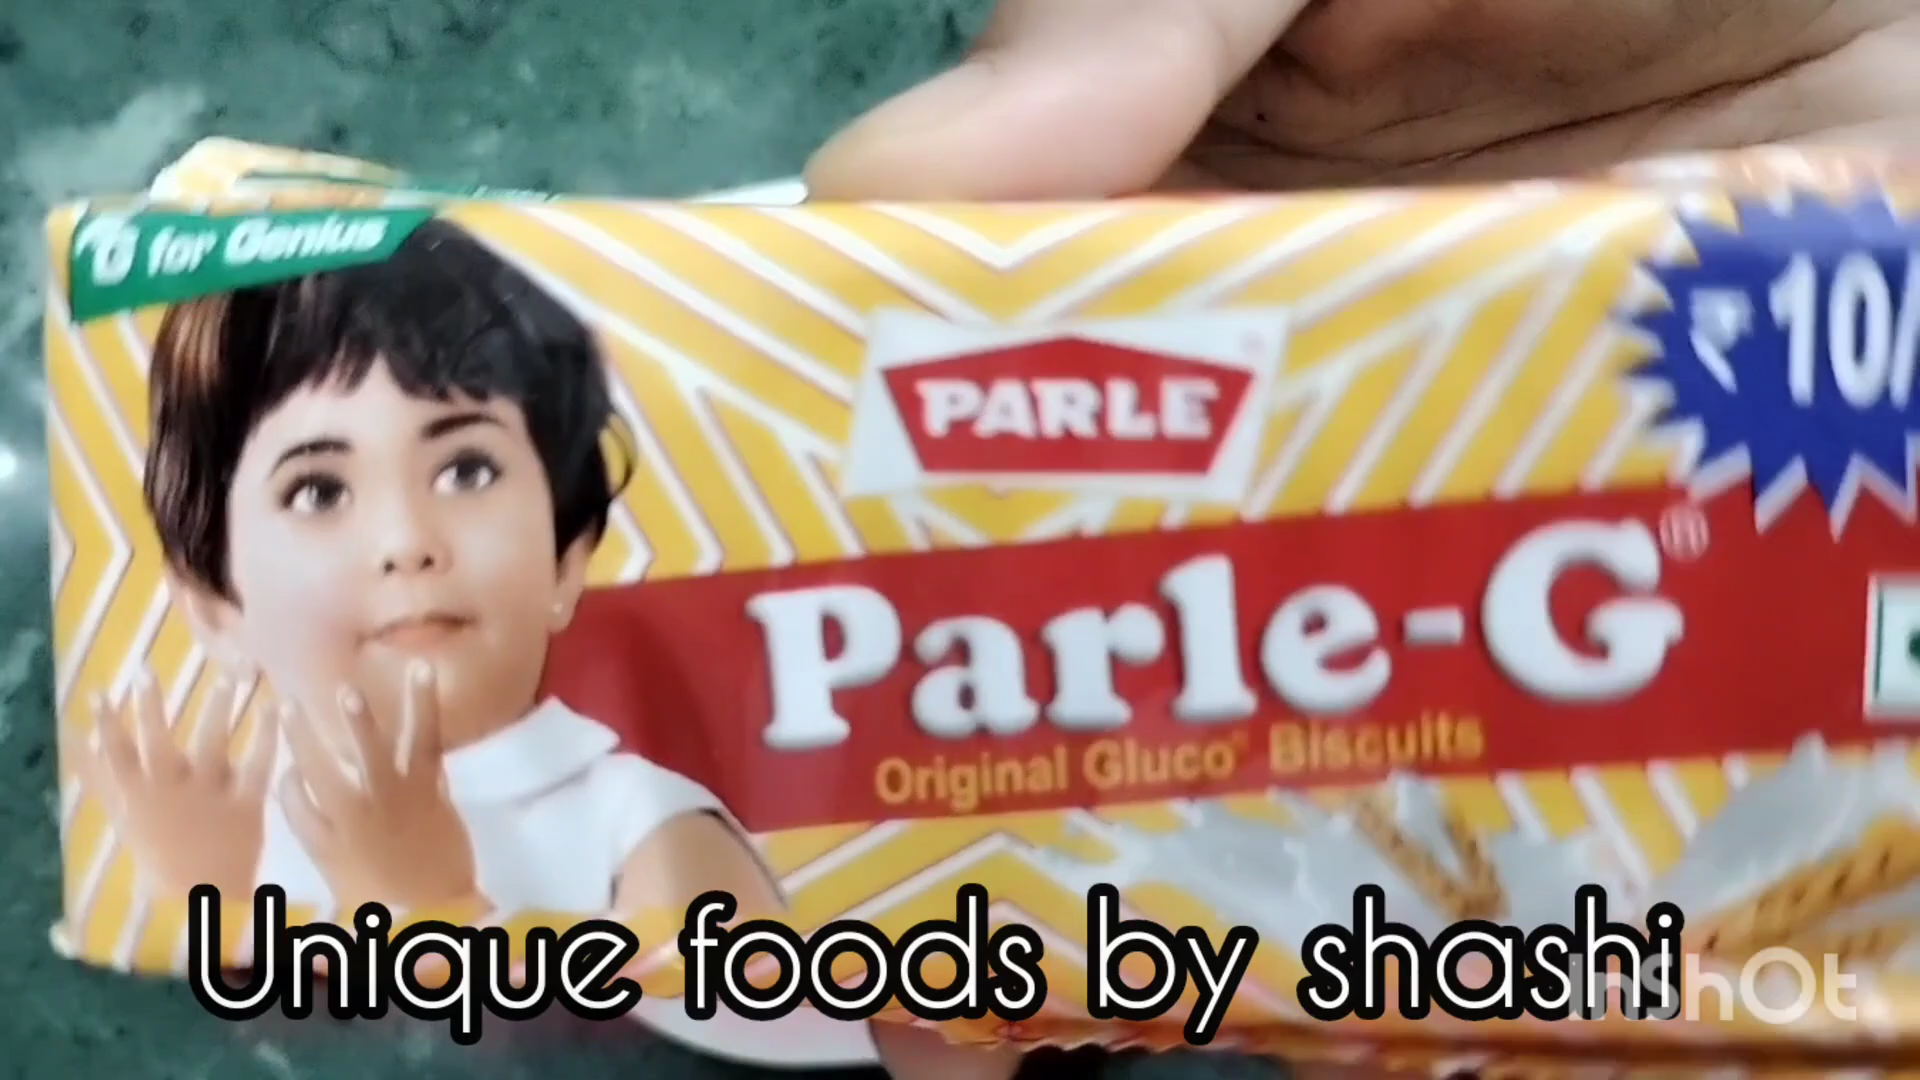 'G for Genius
₹ 10/
PARLE
Parle-G®
Original Gluco Biscuits
Unique foods by shashi
InShOt